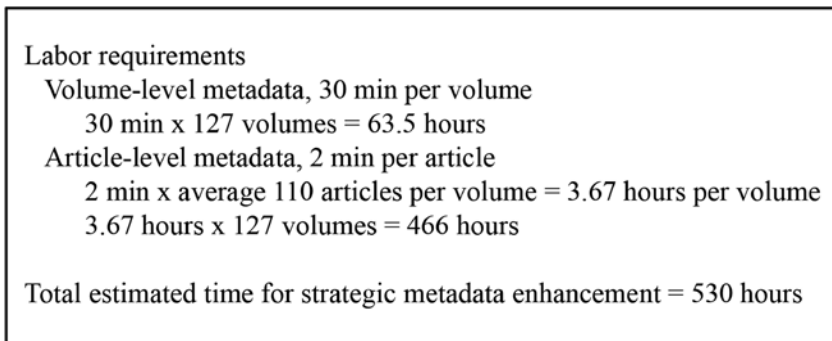 Labor requirements
Volume-level metadata, 30 min per volume
30 min x 127 volumes = 63.5 hours
Article-level metadata, 2 min per article
2 min x average 110 articles per volume = 3.67 hours per volume
3.67 hours x 127 volumes = 466 hours
Total estimated time for strategic metadata enhancement = 530 hours